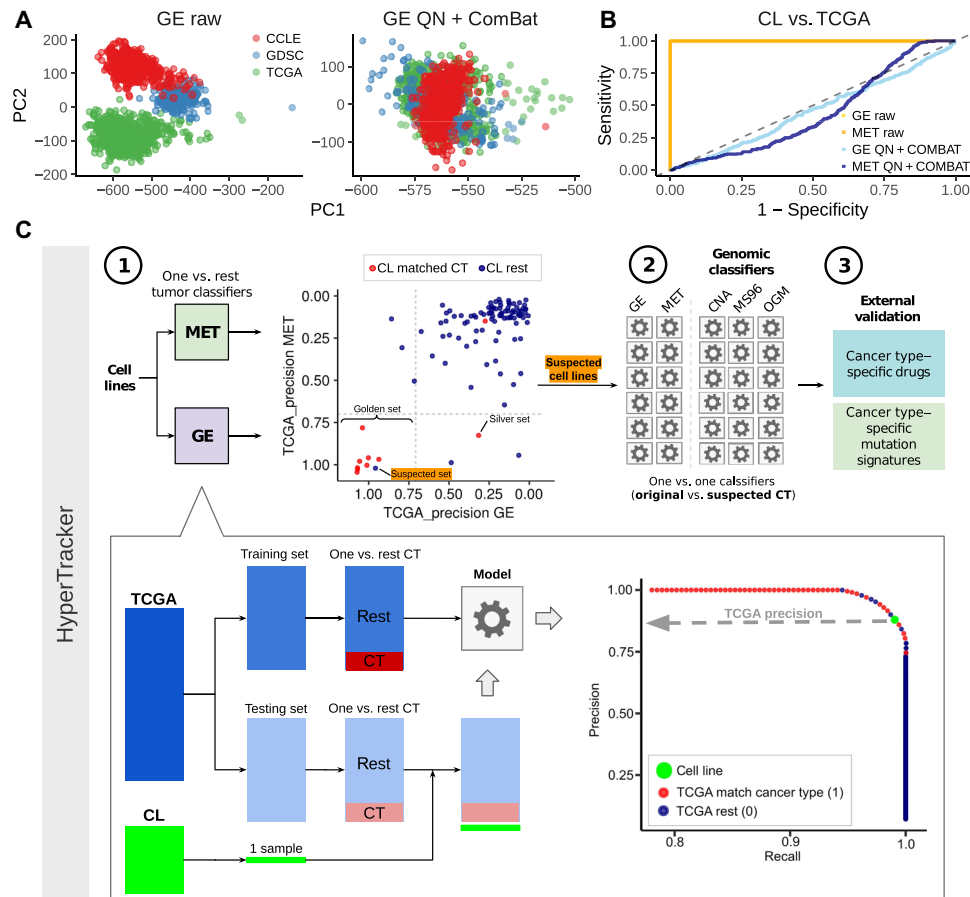 A
GE raw
GE QN + ComBat
CCLE
GDSC
TCGA
PC2
200
100
0
−100
−200
−600
−400
−300
−200
100
0
−100
−600
−575
−550
−525
−500
PC1
B
CL vs. TCGA
Sensitivity
1.00
0.75
0.50
0.25
0.00
GE raw
MET raw
GE QN + COMBAT
MET QN + COMBAT
0.00
0.25
0.50
0.75
1.00
1 − Specificity
C
HyperTracker
1
One vs. rest
tumor classifiers
MET
Cell
lines
GE
CL matched CT
CL rest
TCGA_precision MET
0.00
0.25
0.50
0.75
1.00
Golden set
Silver set
Suspected set
1.00
0.75
0.50
0.25
0.00
TCGA_precision GE
Suspected
cell lines
2
Genomic
classifiers
GE
MET
CNA
MS96
OGM
One vs. one calssifiers
(original vs. suspected CT)
3
External
validation
Cancer type–
specific drugs
Cancer type–
specific
mutation
signatures
TCGA
Training set
One vs. rest CT
Rest
CT
Model
Testing set
One vs. rest CT
Rest
CT
CL
1 sample
Precision
1.00
0.75
0.50
0.25
TCGA precision
Cell line
TCGA match cancer type (1)
TCGA rest (0)
0.8
0.9
1.0
Recall